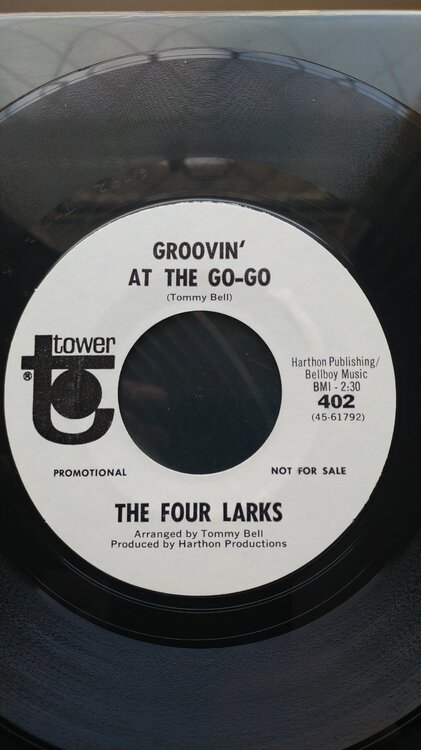 GROOVIN'
AT THE GO-GO
(Tommy Bell)
tower
®
Harthon Publishing/
Bellboy Music
BMI - 2:30
402
(45-61792)
PROMOTIONAL
NOT FOR SALE
THE FOUR LARKS
Arranged by Tommy Bell
Produced by Harthon Productions